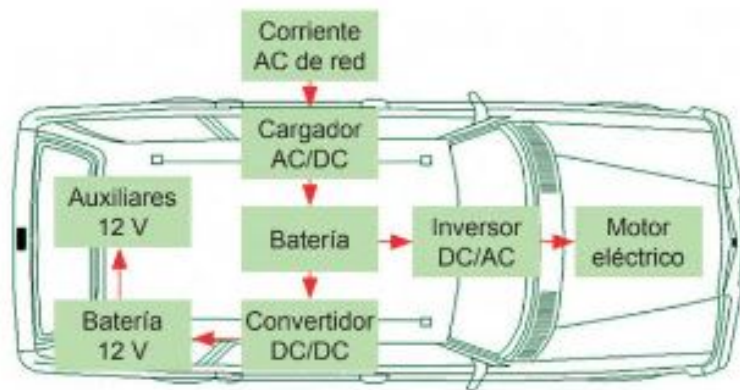 Corriente
AC de red
Cargador
AC/DC
Auxiliares
12 V
Batería
Inversor
DC/AC
Motor
eléctrico
Batería
12 V
Convertidor
DC/DC